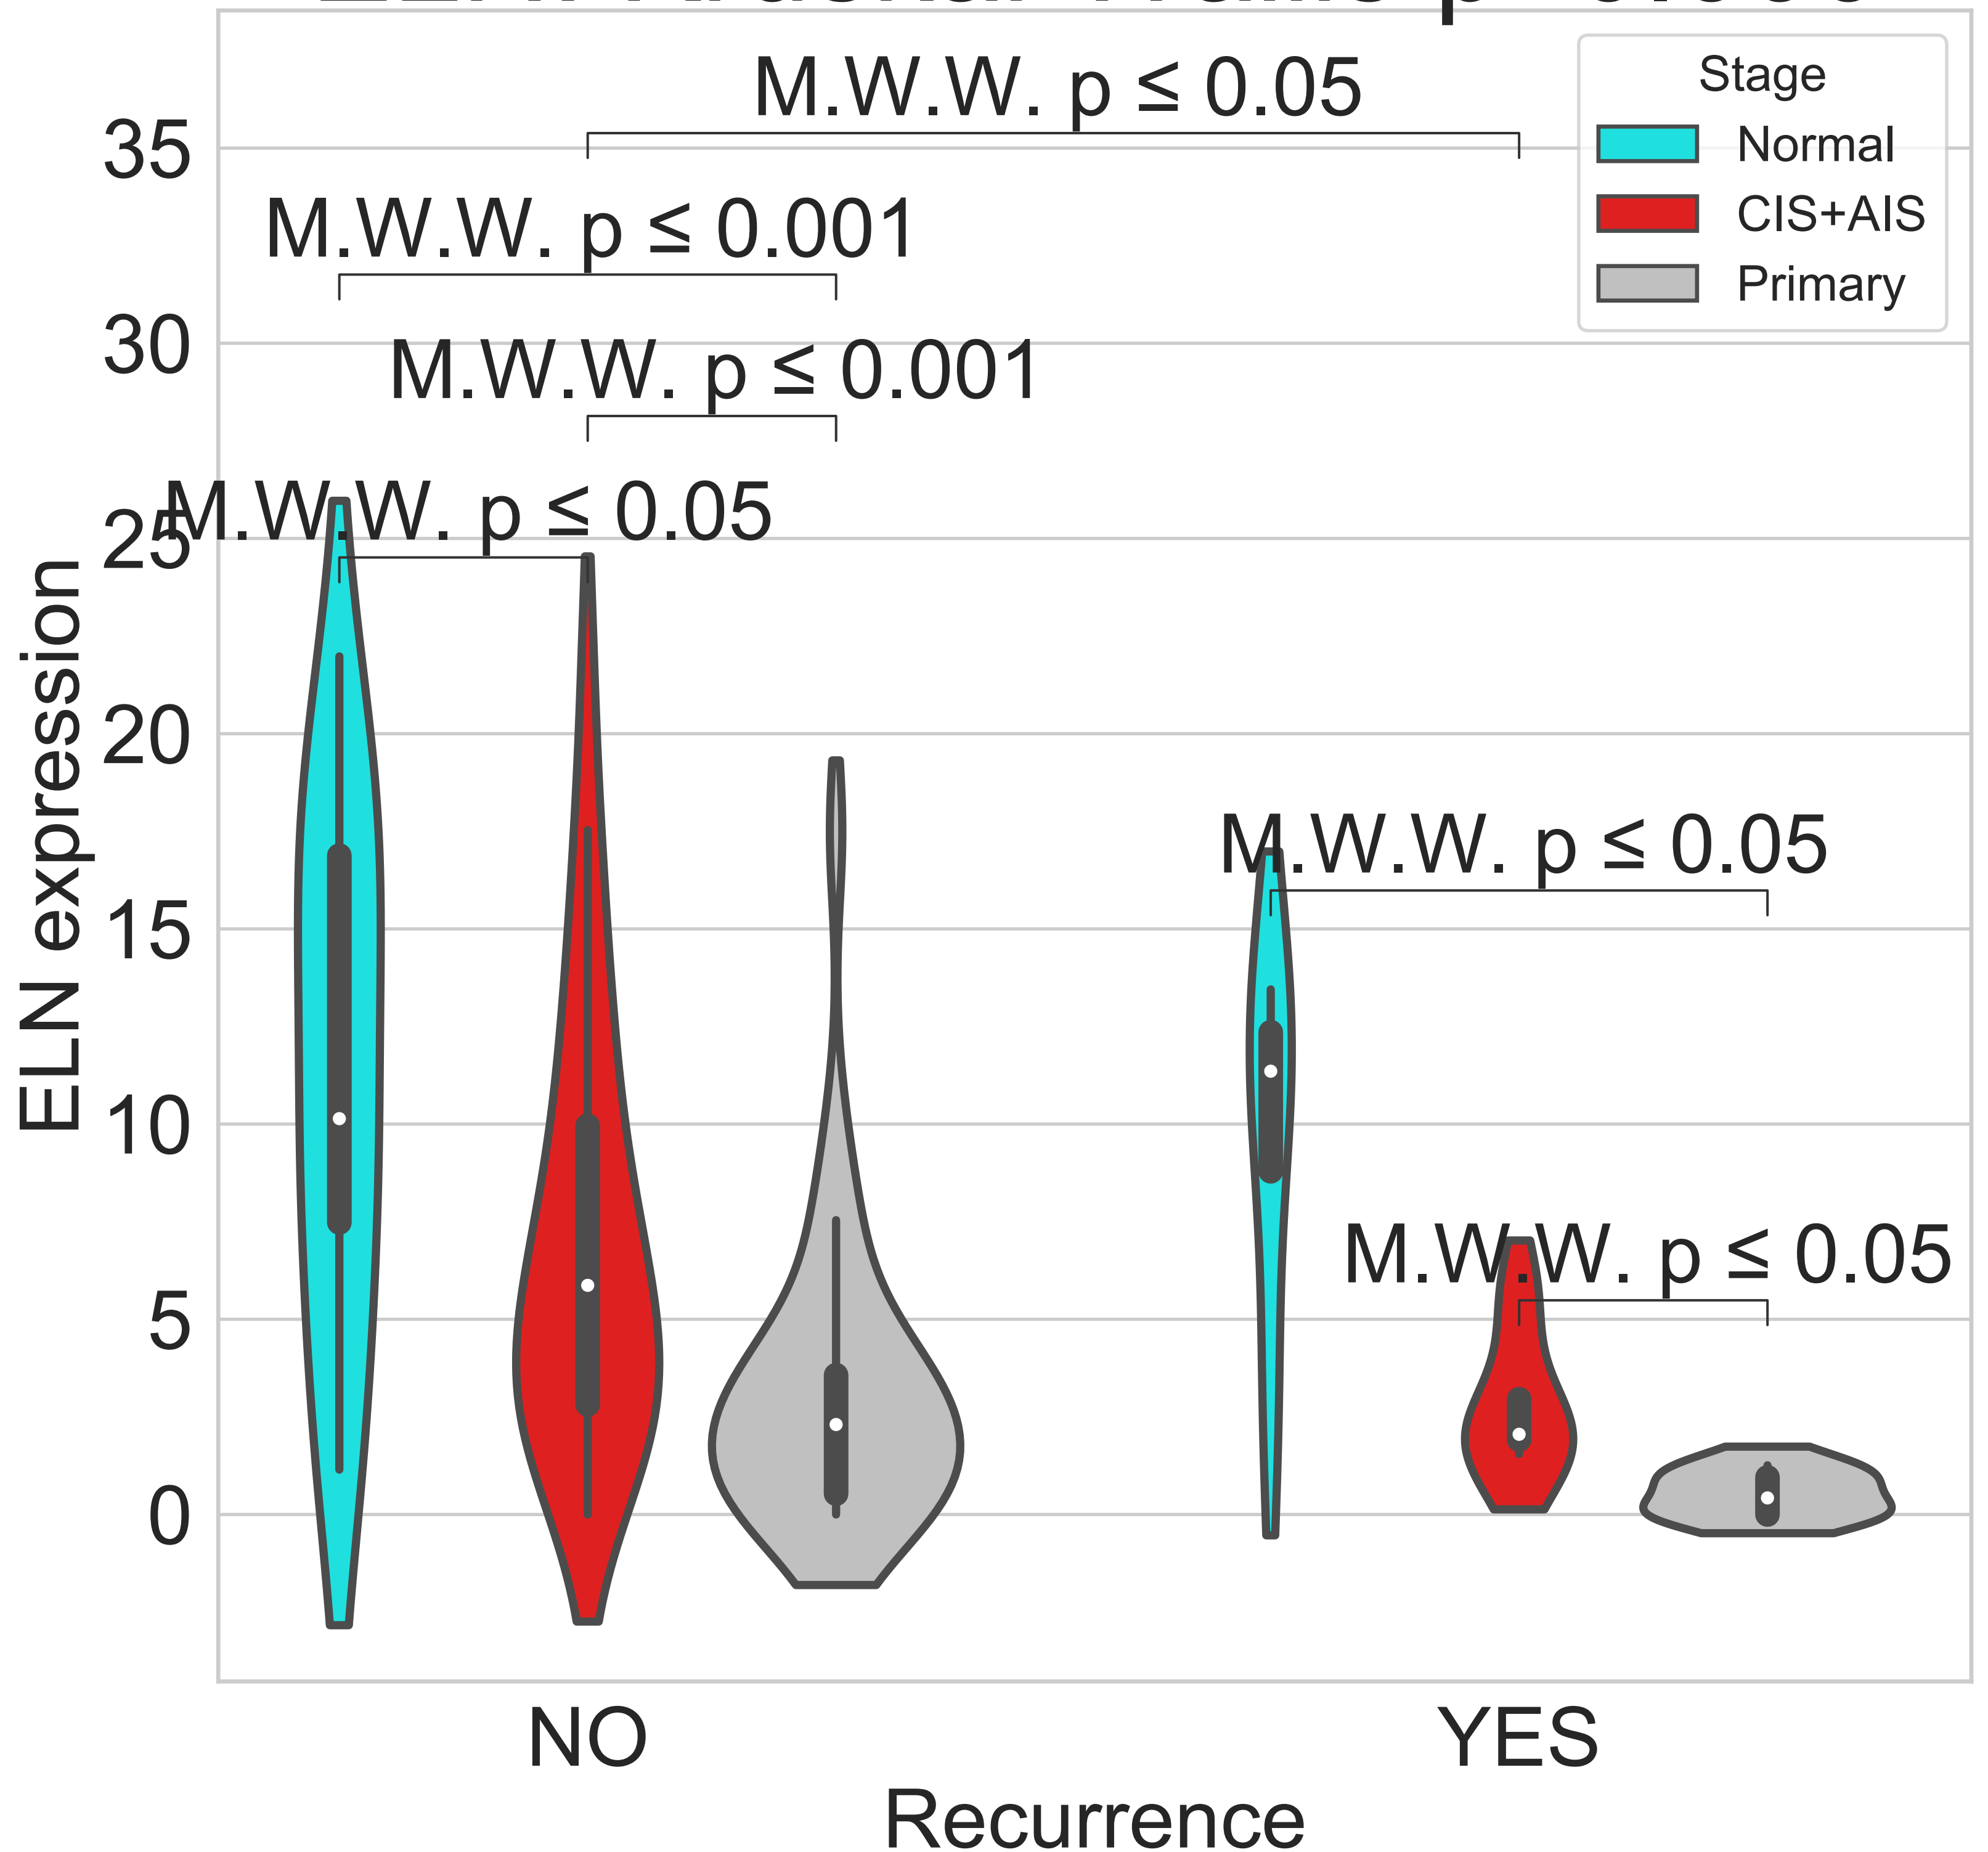 M.W.W. p ≤ 0.05
Stage
Normal
CIS+AIS
Primary
35
M.W.W. p ≤ 0.001
30
M.W.W. p ≤ 0.001
M.W.W. p ≤ 0.05
25
20
M.W.W. p ≤ 0.05
15
10
M.W.W. p ≤ 0.05
5
0
ELN expression
NO
YES
Recurrence